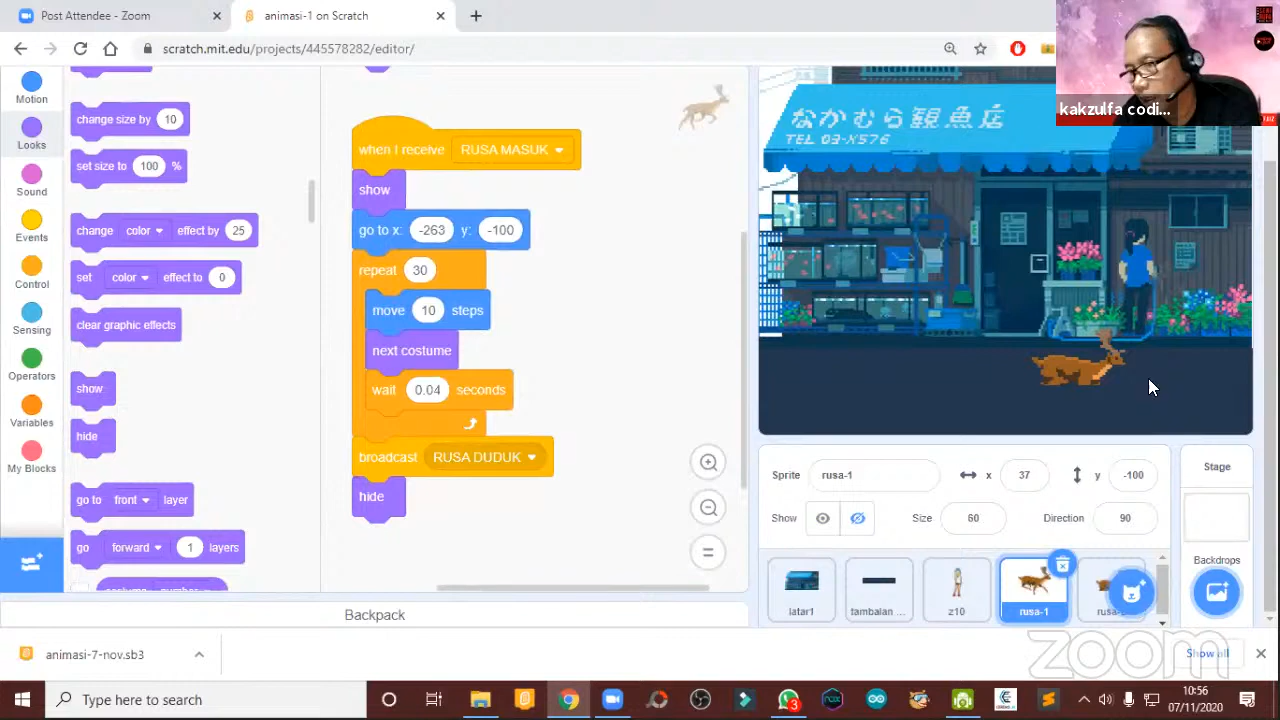 Post Attendee - Zoom
animasi-1 on Scratch
scratch.mit.edu/projects/445578282/editor/
kakzulfa codi...
Motion
Looks
Sound
Events
Control
Sensing
Operators
Variables
My Blocks
change size by 10
set size to 100 %
change color effect by 25
set color effect to 0
clear graphic effects
show
hide
go to front layer
go forward 1 layers
when I receive RUSA MASUK
show
go to x: -263 y: -100
repeat 30
move 10 steps
next costume
wait 0.04 seconds
broadcast RUSA DUDUK
hide
なかむら観魚店
TEL 03-X576
Sprite rusa-1 x 37 y -100
Show Size 60 Direction 90
Stage
Backdrops
latar1
tambalan ...
z10
rusa-1
Backpack
animasi-7-nov.sb3
Show all
zoom
Type here to search
3
10:56
07/11/2020